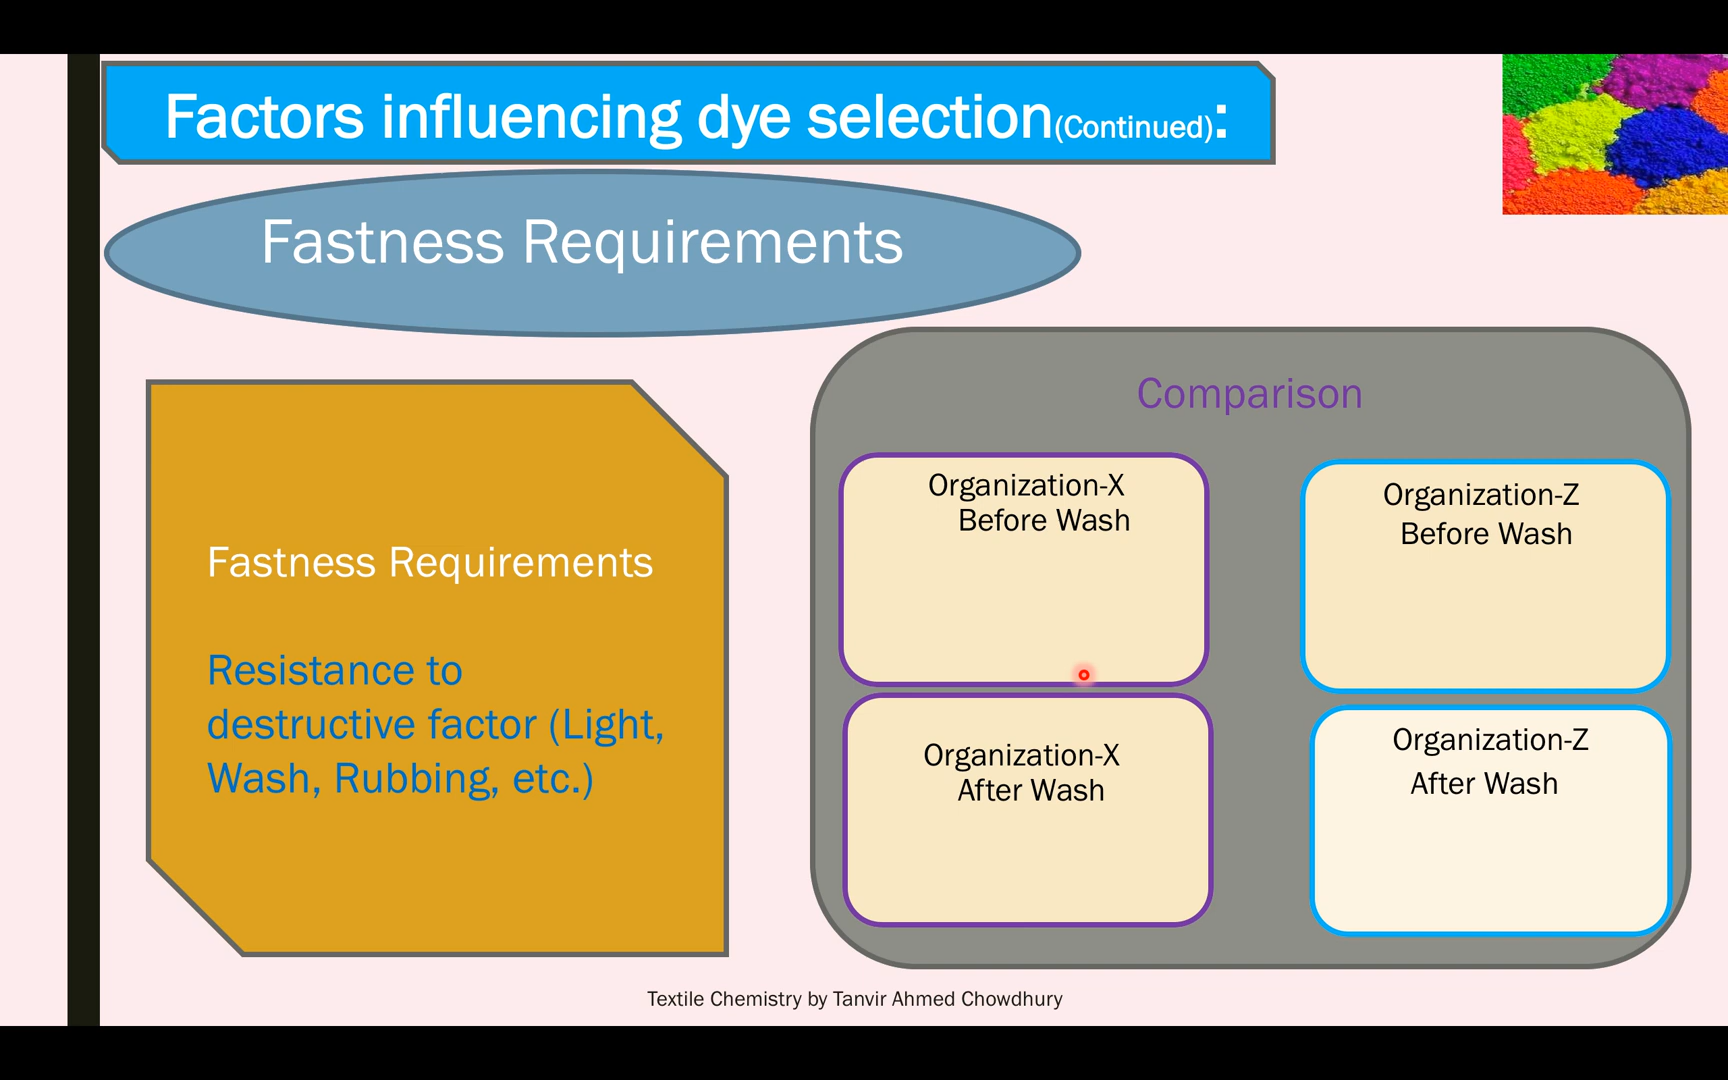 Factors influencing dye selection(Continued):
Fastness Requirements
Fastness Requirements
Resistance to
destructive factor (Light,
Wash, Rubbing, etc.)
Comparison
Organization-X
Before Wash
Organization-Z
Before Wash
Organization-X
After Wash
Organization-Z
After Wash
Textile Chemistry by Tanvir Ahmed Chowdhury